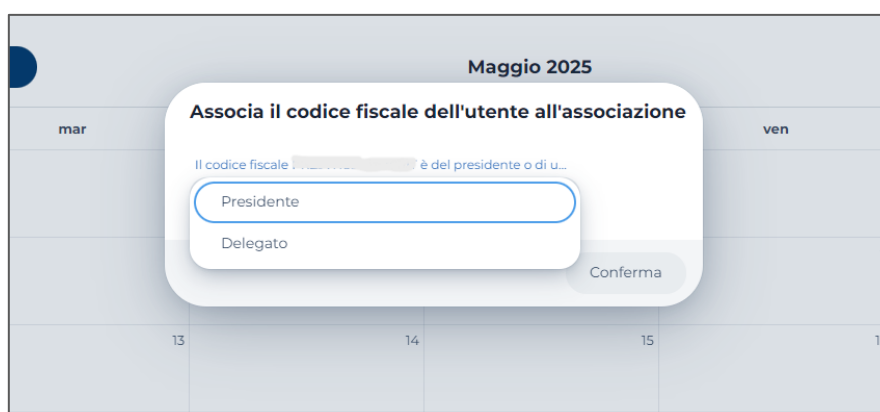 Maggio 2025
Associa il codice fiscale dell'utente all'associazione
mar
ven
Il codice fiscale è del presidente o di u...
Presidente
Delegato
Conferma
13
14
15
1